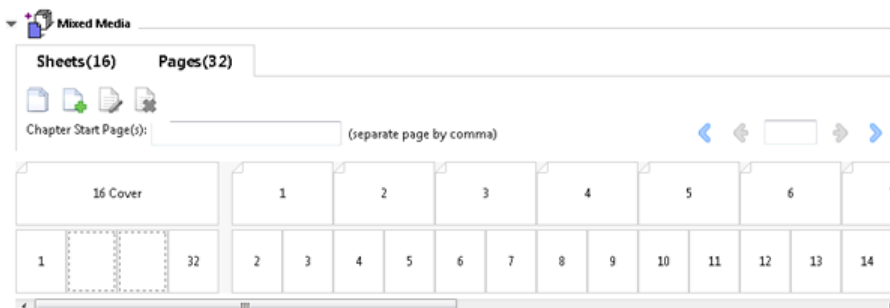 Mixed Media
Sheets(16) Pages(32)
Chapter Start Page(s): (separate page by comma)
16 Cover 1 2 3 4 5 6
1 32 2 3 4 5 6 7 8 9 10 11 12 13 14